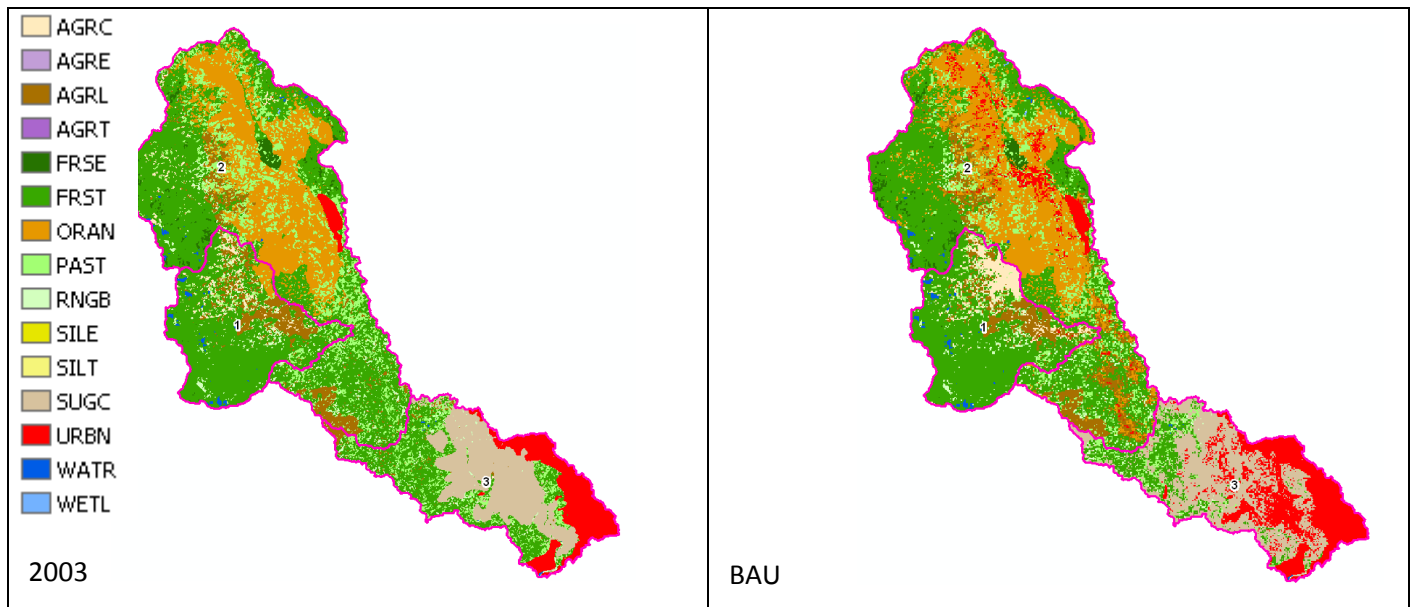 AGRC
AGRE
AGRL
AGRT
FRSE
FRST
ORAN
PAST
RNGB
SILE
SILT
SUGC
URBN
WATR
WETL
2
1
3
2003
2
1
3
BAU